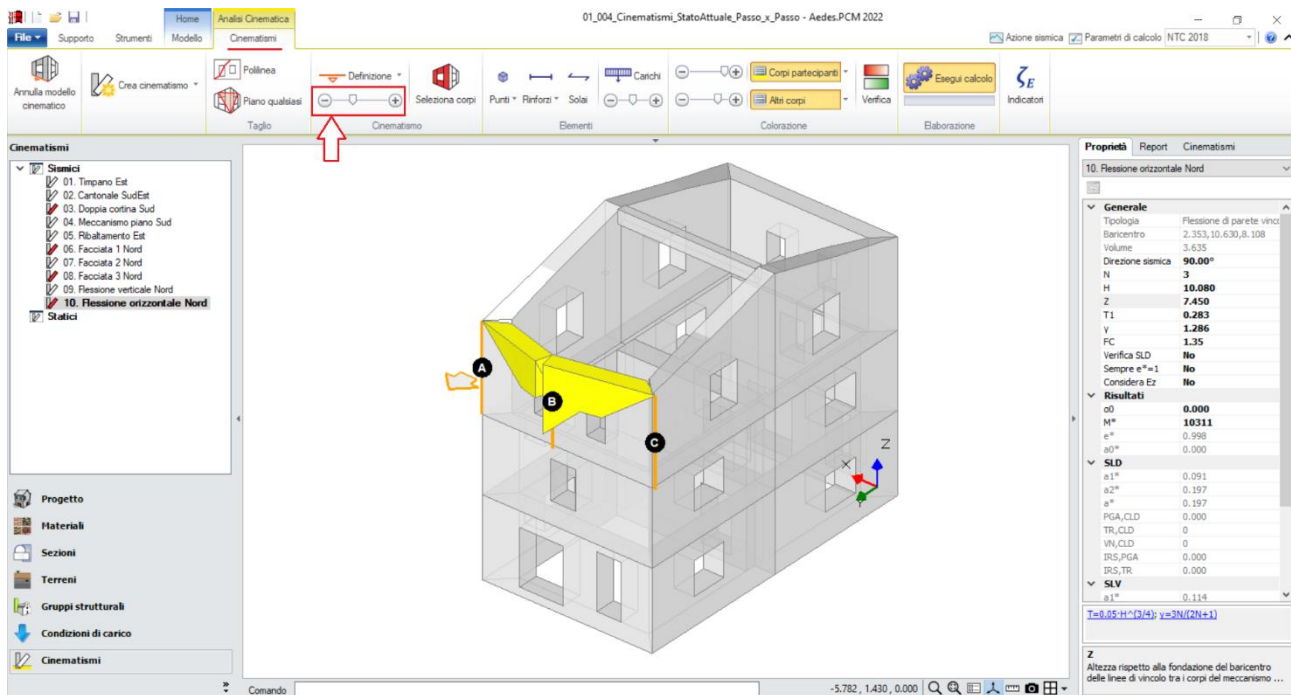 01_004_Cinematismi_StatoAttuale_Passo_x_Passo - Aedes.PCM 2022
Home
Analisi Cinematica
File
Supporto
Strumenti
Modello
Cinematismi
Azione sismica
Parametri di calcolo
NTC 2018
Annulla modello
cinematico
Crea cinematismo
Polilinea
Piano qualsiasi
Taglio
Definizione
Seleziona corpi
Cinematismo
Punti
Rinforzi
Solai
Carichi
Elementi
Corpi partecipanti
Altri corpi
Verifica
Colorazione
Esegui calcolo
Elaborazione
ζE
Indicatori
Cinematismi
Sismici
01. Timpano Est
02. Cantonale SudEst
03. Doppia cortina Sud
04. Meccanismo piano Sud
05. Ribaltamento Est
06. Facciata 1 Nord
07. Facciata 2 Nord
08. Facciata 3 Nord
09. Flessione verticale Nord
10. Flessione orizzontale Nord
Statici
Progetto
Materiali
Sezioni
Terreni
Gruppi strutturali
Condizioni di carico
Cinematismi
A
B
C
Z
X
Y
Comando
-5.782 , 1.430 , 0.000
Proprietà Report Cinematismi
10. Flessione orizzontale Nord
Generale
Tipologia Flessione di parete vinco
Baricentro 2.353,10.630,8.108
Volume 3.635
Direzione sismica 90.00°
N 3
H 10.080
Z 7.450
T1 0.283
γ 1.286
FC 1.35
Verifica SLD No
Sempre e*=1 No
Considera Ez No
Risultati
α0 0.000
M* 10311
e* 0.998
a0* 0.000
SLD
a1* 0.091
a2* 0.197
a* 0.197
PGA,CLD 0.000
TR,CLD 0
VN,CLD 0
IRS,PGA 0.000
IRS,TR 0.000
SLV
a1* 0.114
T=0.05·H^(3/4); γ=3N/(2N+1)
Z
Altezza rispetto alla fondazione del baricentro
delle linee di vincolo tra i corpi del meccanismo ...